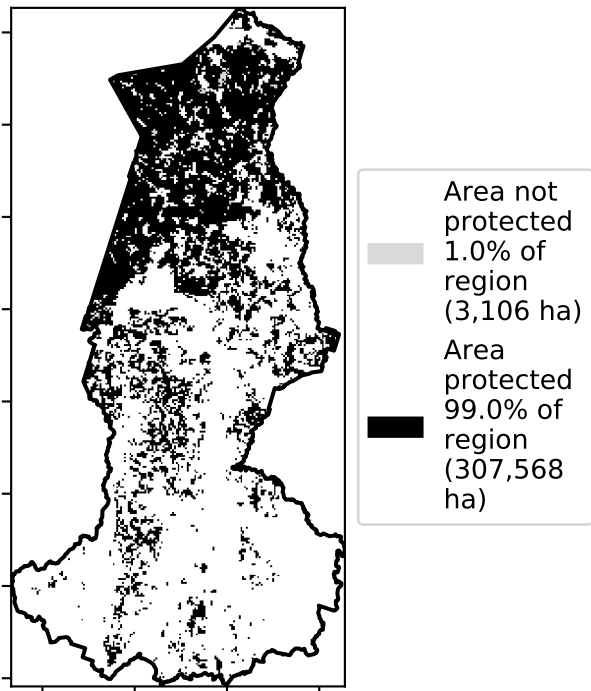 Area not
protected
1.0% of
region
(3,106 ha)
Area
protected
99.0% of
region
(307,568
ha)